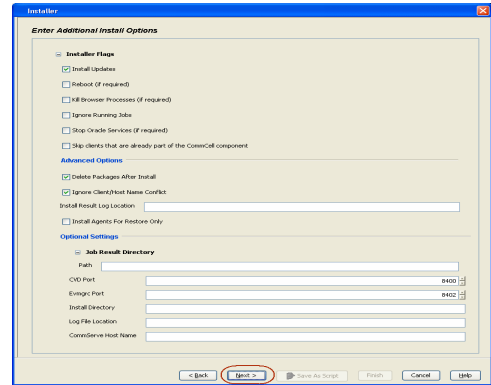 Installer
Enter Additional Install Options
Installer Flags
Install Updates
Reboot (if required)
Kill Browser Processes (if required)
Ignore Running Jobs
Stop Oracle Services (if required)
Skip clients that are already part of the CommCell component
Advanced Options
Delete Packages After Install
Ignore Client/Host Name Conflict
Install Result Log Location
Install Agents For Restore Only
Optional Settings
Job Result Directory
Path
CVD Port 8400
Evmgrc Port 8402
Install Directory
Log File Location
CommServe Host Name
< Back Next > Save As Script Finish Cancel Help